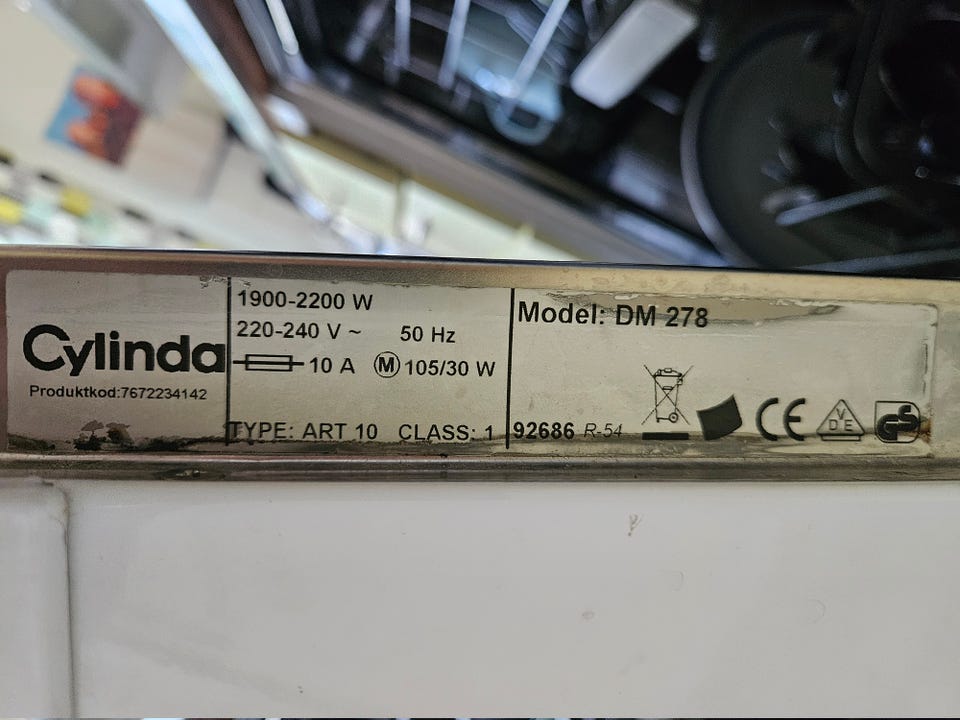 Cylinda
Produktkod:7672234142
1900-2200 W
220-240 V ~ 50 Hz
10 A M 105/30 W
TYPE: ART 10 CLASS: 1
Model: DM 278
92686 R-54
CE
VDE
GS